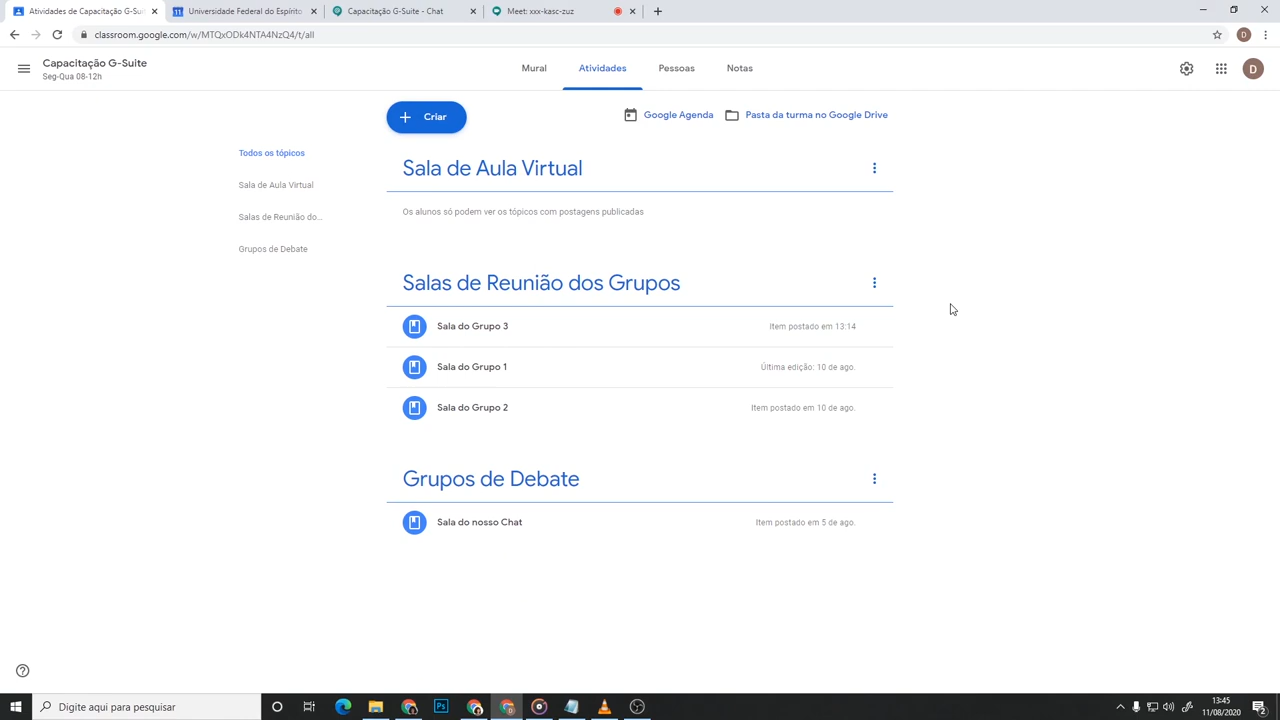 Atividades de Capacitação G-Suite
Universidade Federal do Espírito
Capacitação G-Suite - Chat
Meet: xxx-kasc-zuz
classroom.google.com/w/MTQxODk4NTA4NzQ4/t/all
D
Capacitação G-Suite
Seg-Qua 08-12h
Mural
Atividades
Pessoas
Notas
D
Criar
Google Agenda
Pasta da turma no Google Drive
Todos os tópicos
Sala de Aula Virtual
Salas de Reunião do...
Grupos de Debate
Sala de Aula Virtual
Os alunos só podem ver os tópicos com postagens publicadas
Salas de Reunião dos Grupos
Sala do Grupo 3
Item postado em 13:14
Sala do Grupo 1
Última edição: 10 de ago.
Sala do Grupo 2
Item postado em 10 de ago.
Grupos de Debate
Sala do nosso Chat
Item postado em 5 de ago.
Digite aqui para pesquisar
Ps
13:45
11/08/2020
2